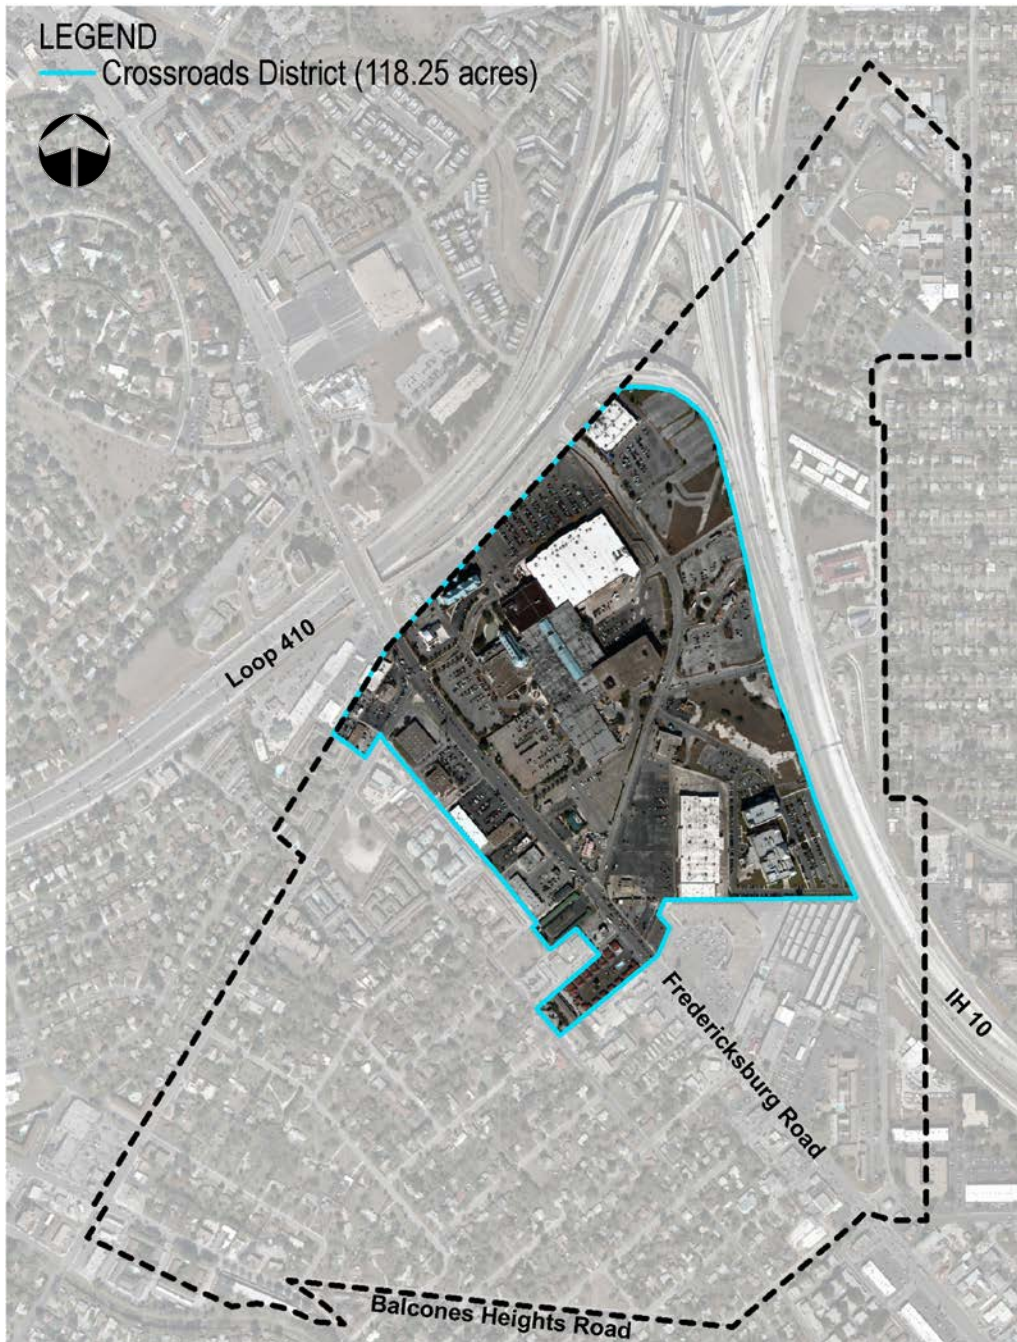 LEGEND
Crossroads District (118.25 acres)
Loop 410
Fredericksburg Road
IH 10
Balcones Heights Road